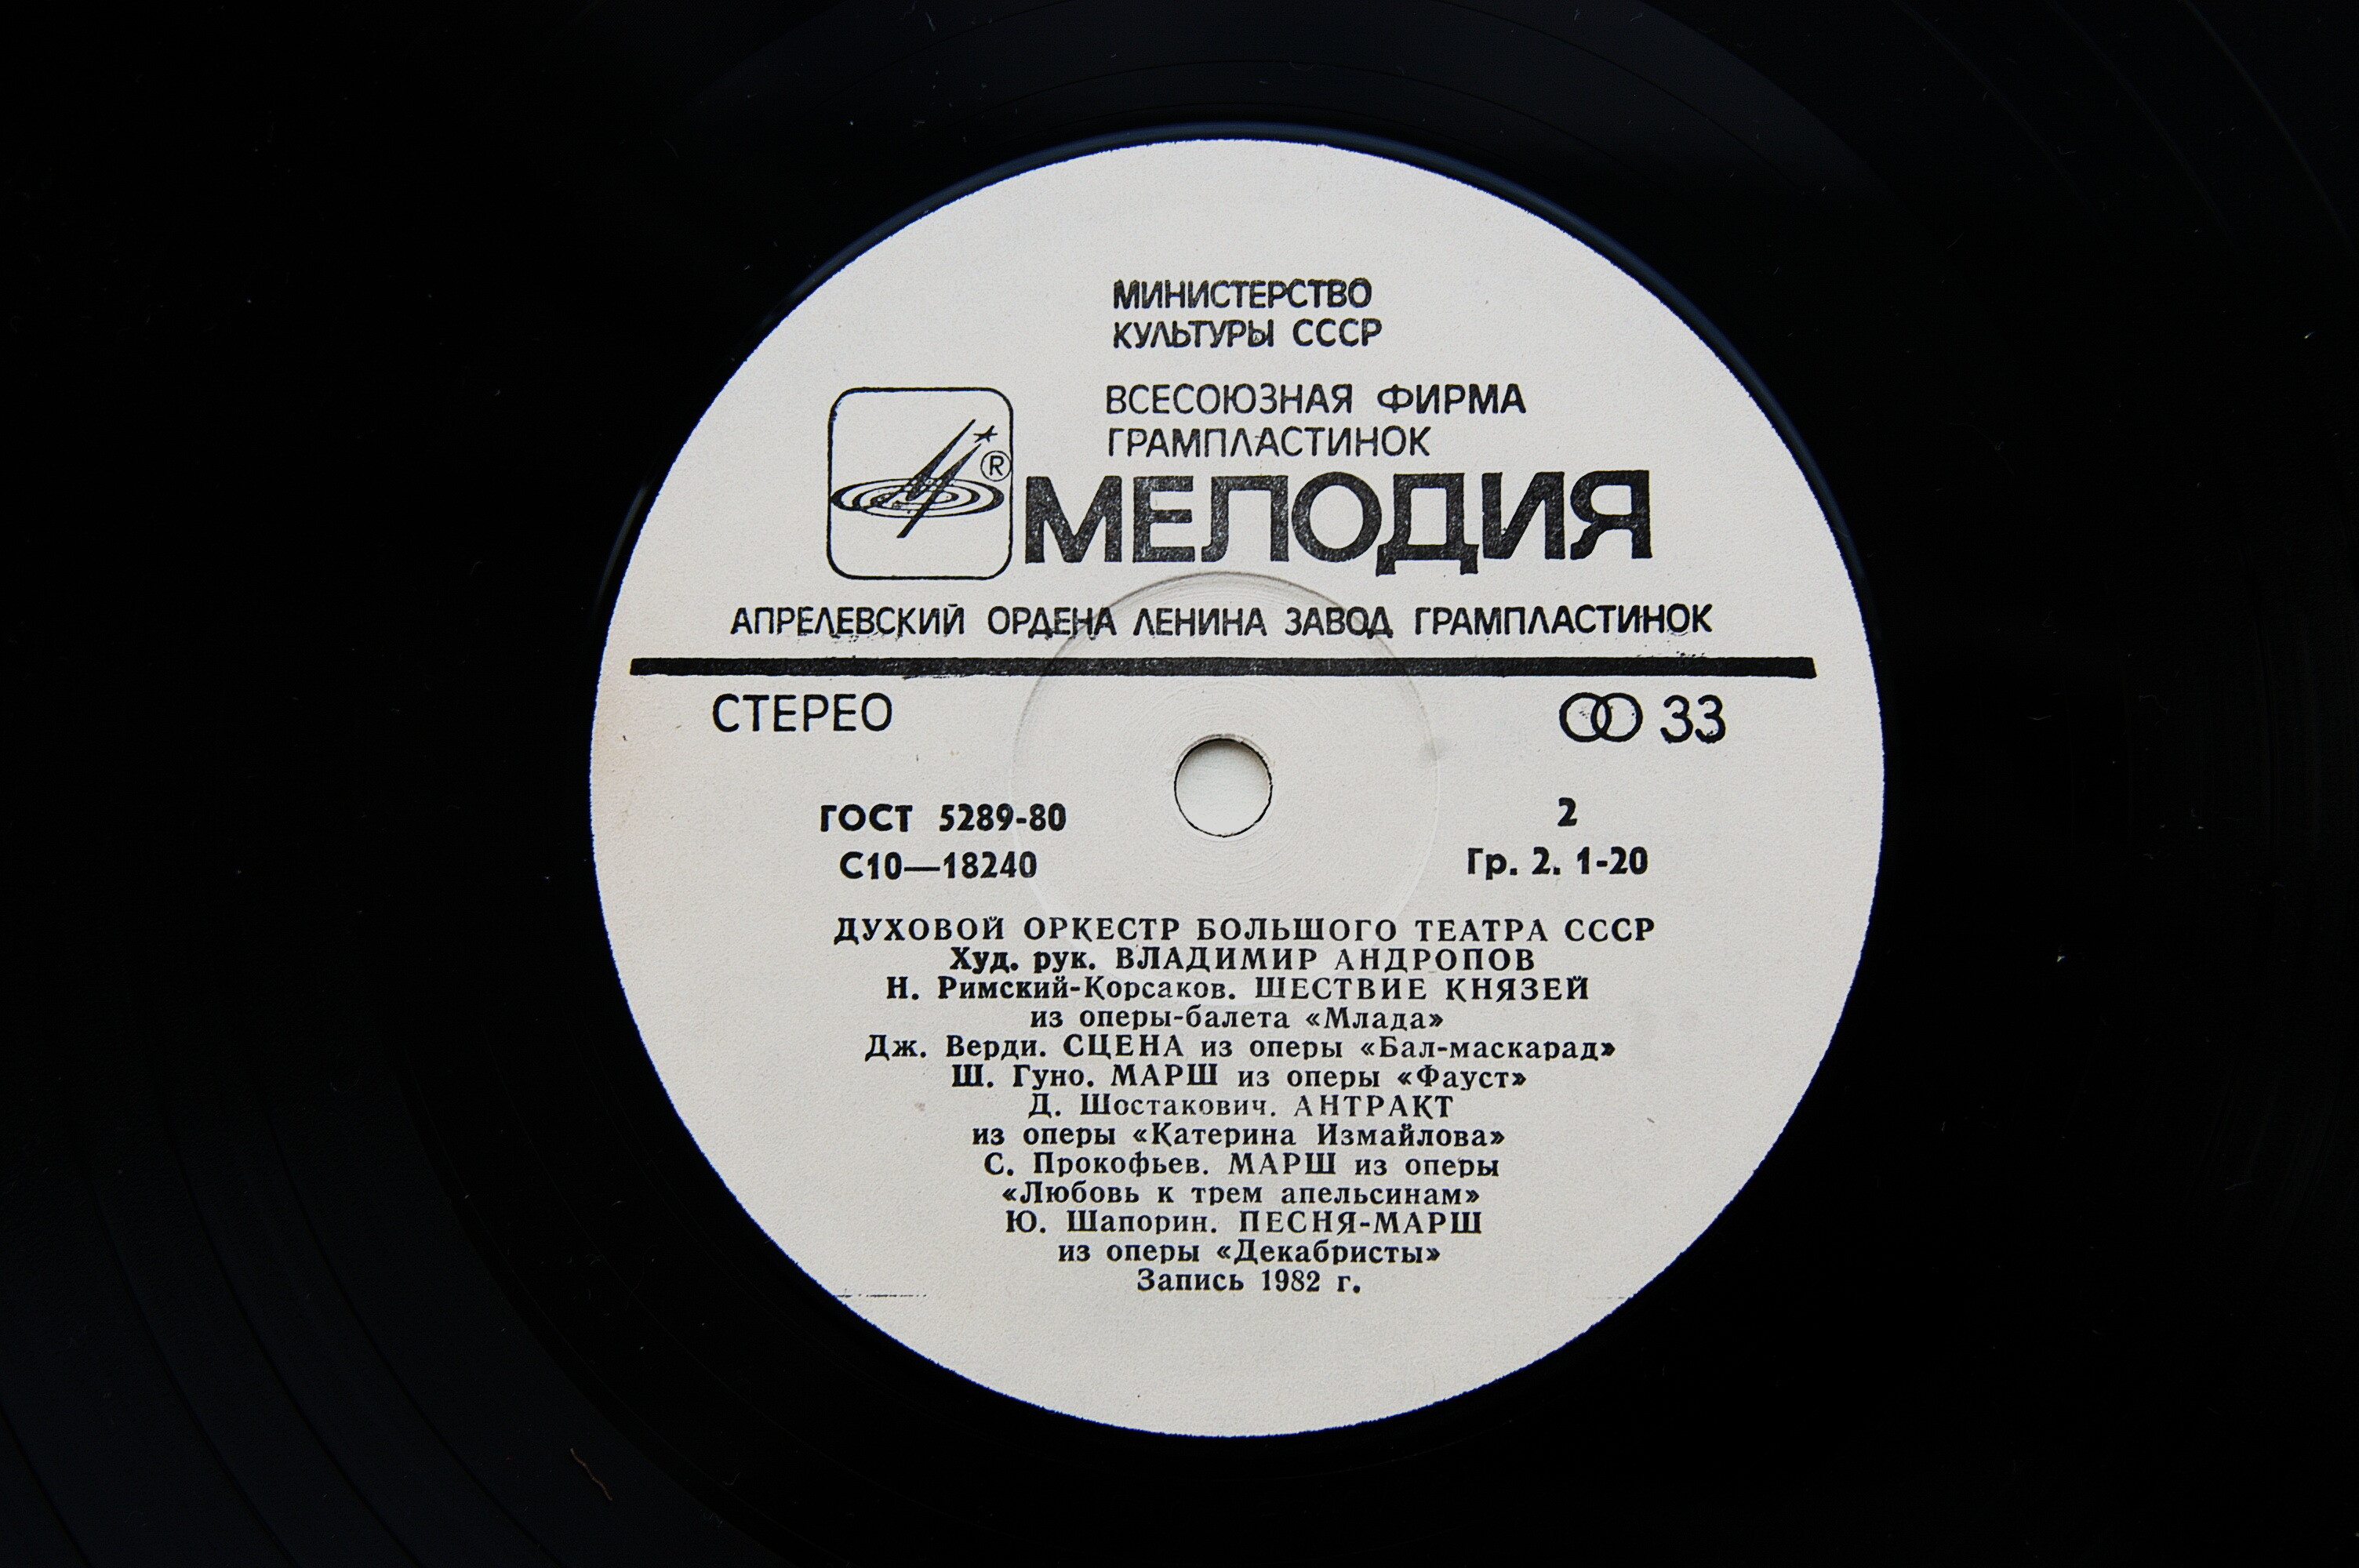 МИНИСТЕРСТВО
КУЛЬТУРЫ СССР
ВСЕСОЮЗНАЯ ФИРМА
ГРАМПЛАСТИНОК
® МЕЛОДИЯ
АПРЕЛЕВСКИЙ ОРДЕНА ЛЕНИНА ЗАВОД ГРАМПЛАСТИНОК
СТЕРЕО 33
ГОСТ 5289-80 2
С10—18240 Гр. 2. 1-20
ДУХОВОЙ ОРКЕСТР БОЛЬШОГО ТЕАТРА СССР
Худ. рук. ВЛАДИМИР АНДРОПОВ
Н. Римский-Корсаков. ШЕСТВИЕ КНЯЗЕЙ
из оперы-балета «Млада»
Дж. Верди. СЦЕНА из оперы «Бал-маскарад»
Ш. Гуно. МАРШ из оперы «Фауст»
Д. Шостакович. АНТРАКТ
из оперы «Катерина Измайлова»
С. Прокофьев. МАРШ из оперы
«Любовь к трем апельсинам»
Ю. Шапорин. ПЕСНЯ-МАРШ
из оперы «Декабристы»
Запись 1982 г.